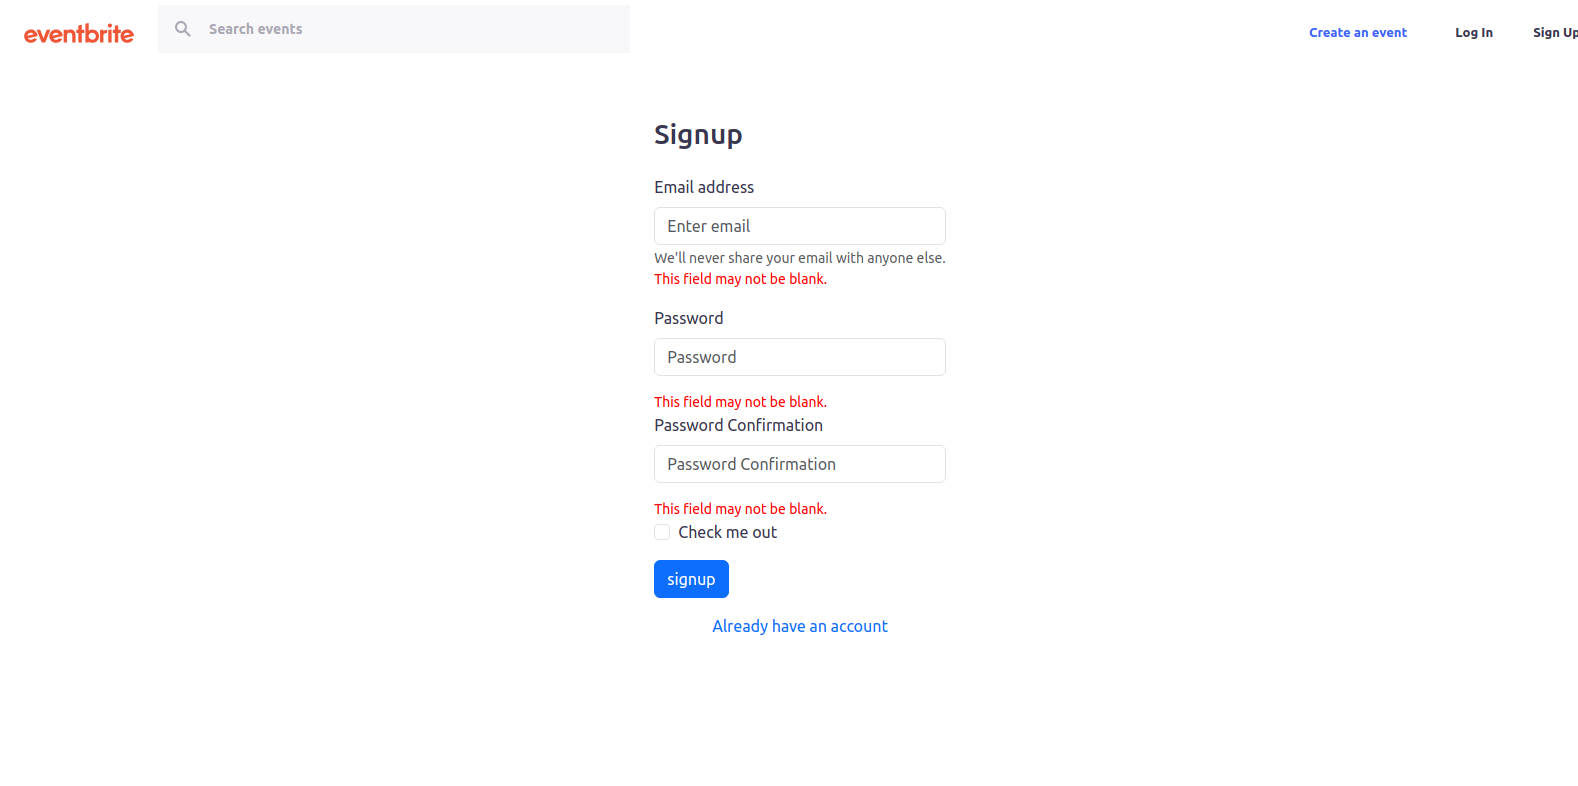 eventbrite
Search events
Create an event
Log In
Sign Up
Signup
Email address
Enter email
We'll never share your email with anyone else.
This field may not be blank.
Password
Password
This field may not be blank.
Password Confirmation
Password Confirmation
This field may not be blank.
Check me out
signup
Already have an account